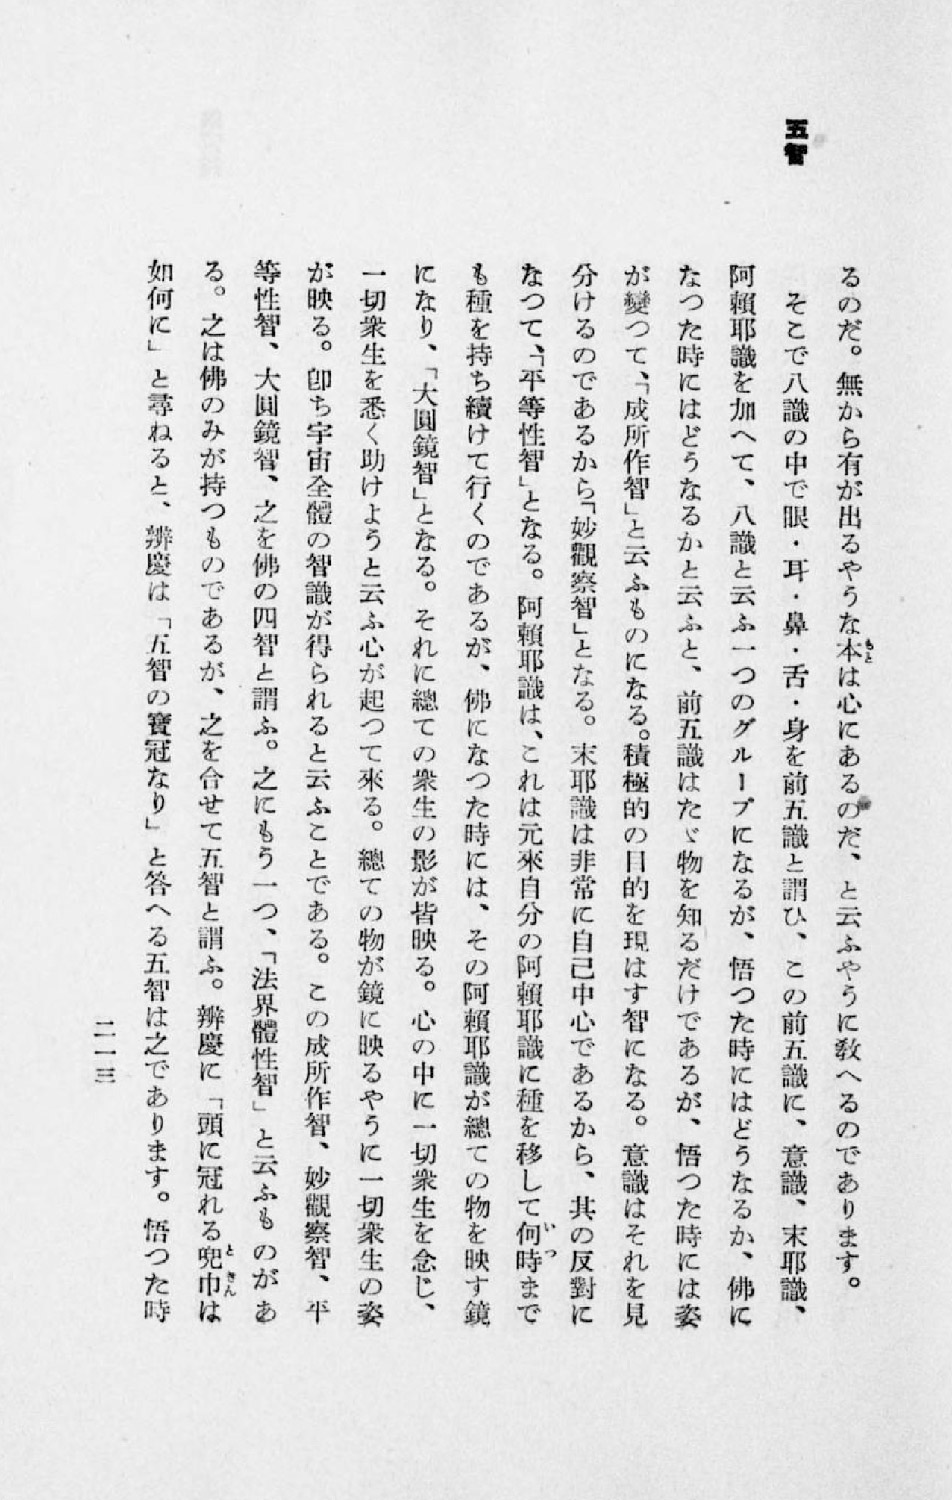 五智
るのだ。無から有が出るやうな本は心にあるのだ、と云ふやうに敎へるのであります。
そこで八識の中で眼・耳・鼻・舌・身を前五識と謂ひ、この前五識に、意識、末耶識、
阿賴耶識を加へて、八識と云ふ一つのグループになるが、悟つた時にはどうなるか、佛に
なつた時にはどうなるかと云ふと、前五識はたゞ物を知るだけであるが、悟つた時には姿
が變つて、「成所作智」と云ふものになる。積極的の目的を現はす智になる。意識はそれを見
分けるのであるから「妙觀察智」となる。末耶識は非常に自己中心であるから、其の反對に
なつて、「平等性智」となる。阿賴耶識は、これは元來自分の阿賴耶識に種を移して何時まで
も種を持ち續けて行くのであるが、佛になつた時には、その阿賴耶識が總ての物を映す鏡
になり、「大圓鏡智」となる。それに總ての衆生の影が皆映る。心の中に一切衆生を念じ、
一切衆生を悉く助けようと云ふ心が起つて來る。總ての物が鏡に映るやうに一切衆生の姿
が映る。卽ち宇宙全體の智識が得られると云ふことである。この成所作智、妙觀察智、平
等性智、大圓鏡智、之を佛の四智と謂ふ。之にもう一つ、「法界體性智」と云ふものがあ
る。之は佛のみが持つものであるが、之を合せて五智と謂ふ。辨慶に「頭に冠れる兜巾は
如何に」と尋ねると、辨慶は「五智の寶冠なり」と答へる五智は之であります。悟つた時
二一三
もと
いつ
ときん